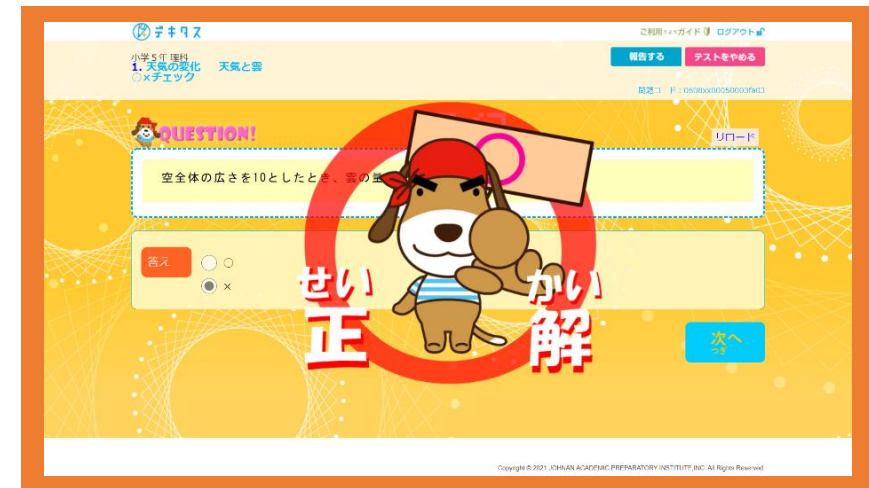 デキタス
ガイド ログアウト
小学5年 理科
1. 天気の変化 天気と雲
○×チェック
報告する テストをやめる
QUESTION!
リロード
空全体の広さを10としたとき、雲の量
答え
○
×
せい かい
正 解
次へ
つぎ
Copyright © 2021 JOHNAN ACADEMIC PREPARATORY INSTITUTE,INC. All Rights Reserved.